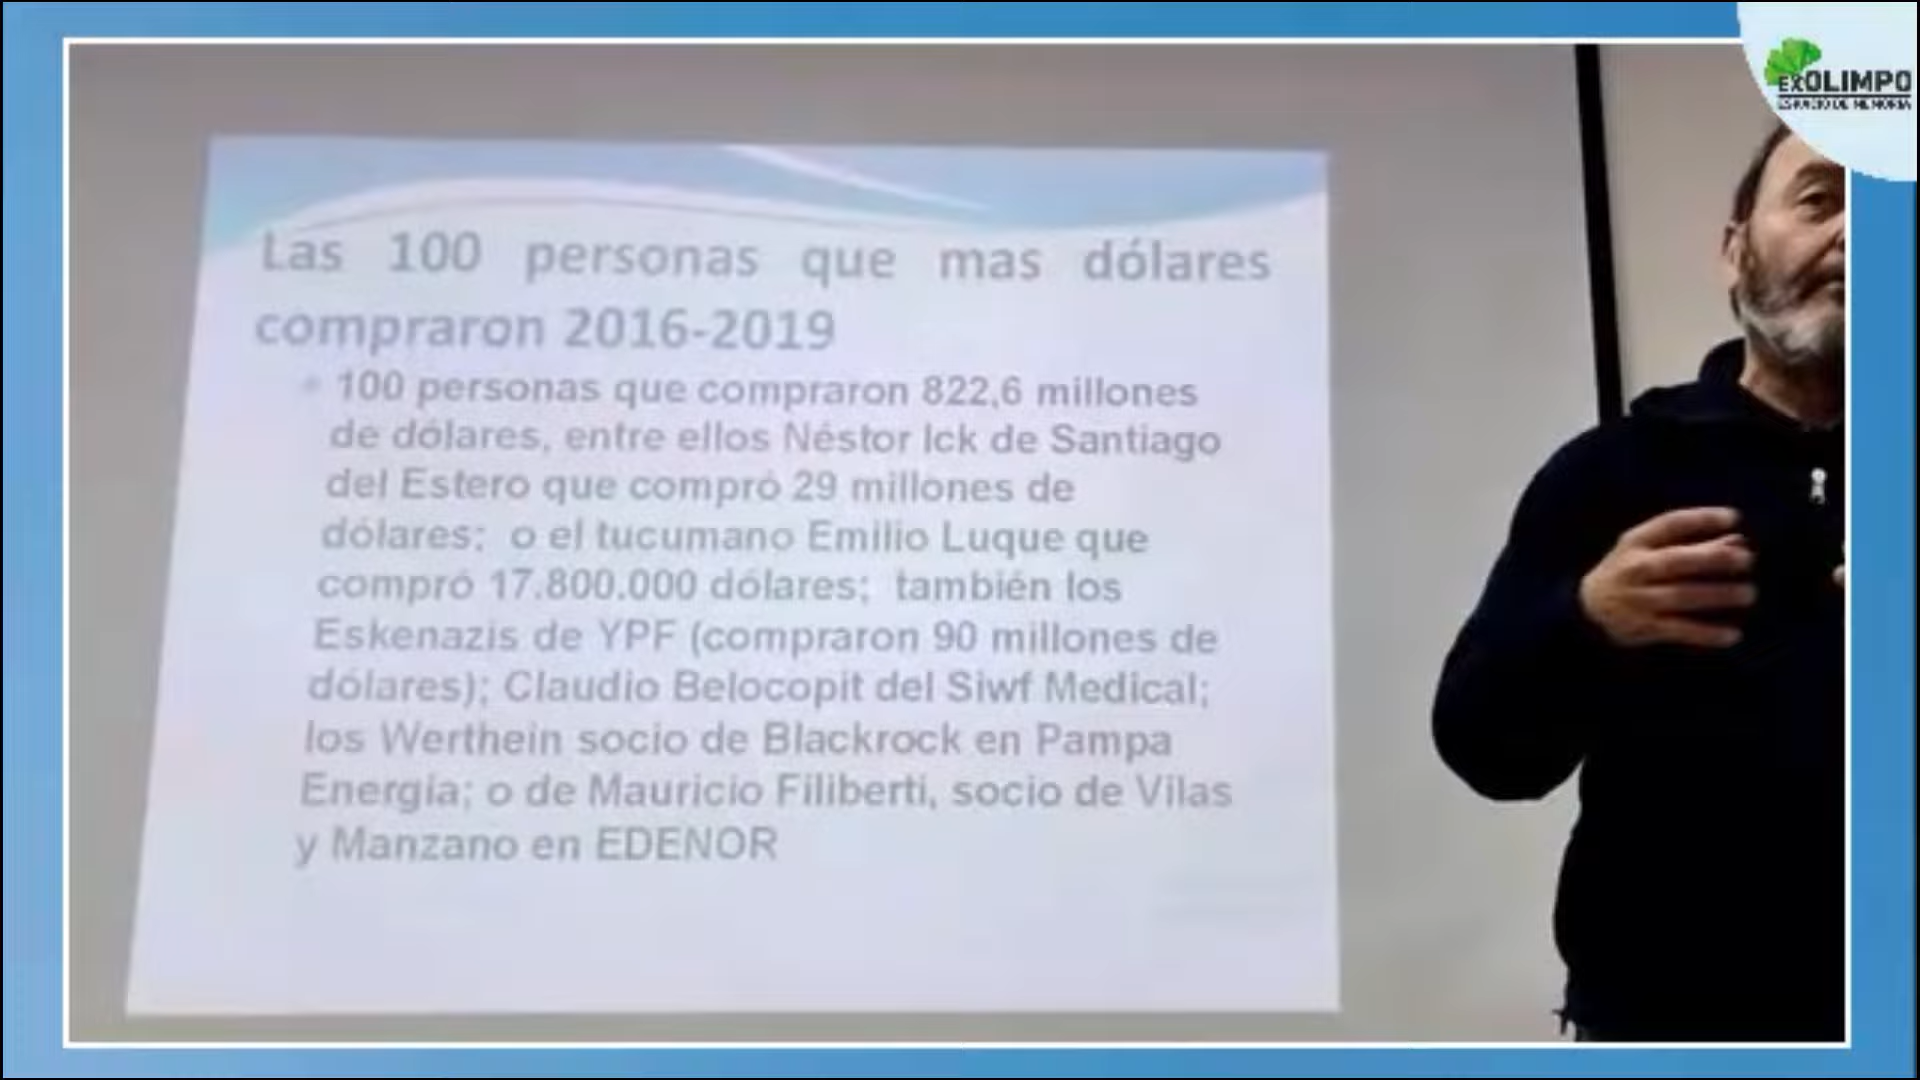 exOLIMPO
ESPACIO DE MEMORIA
Las 100 personas que mas dólares
compraron 2016-2019
100 personas que compraron 822,6 millones
de dólares, entre ellos Néstor Ick de Santiago
del Estero que compró 29 millones de
dólares; o el tucumano Emilio Luque que
compró 17.800.000 dólares; también los
Eskenazis de YPF (compraron 90 millones de
dólares); Claudio Belocopit del Siwf Medical;
los Werthein socio de Blackrock en Pampa
Energía; o de Mauricio Filiberti, socio de Vilas
y Manzano en EDENOR